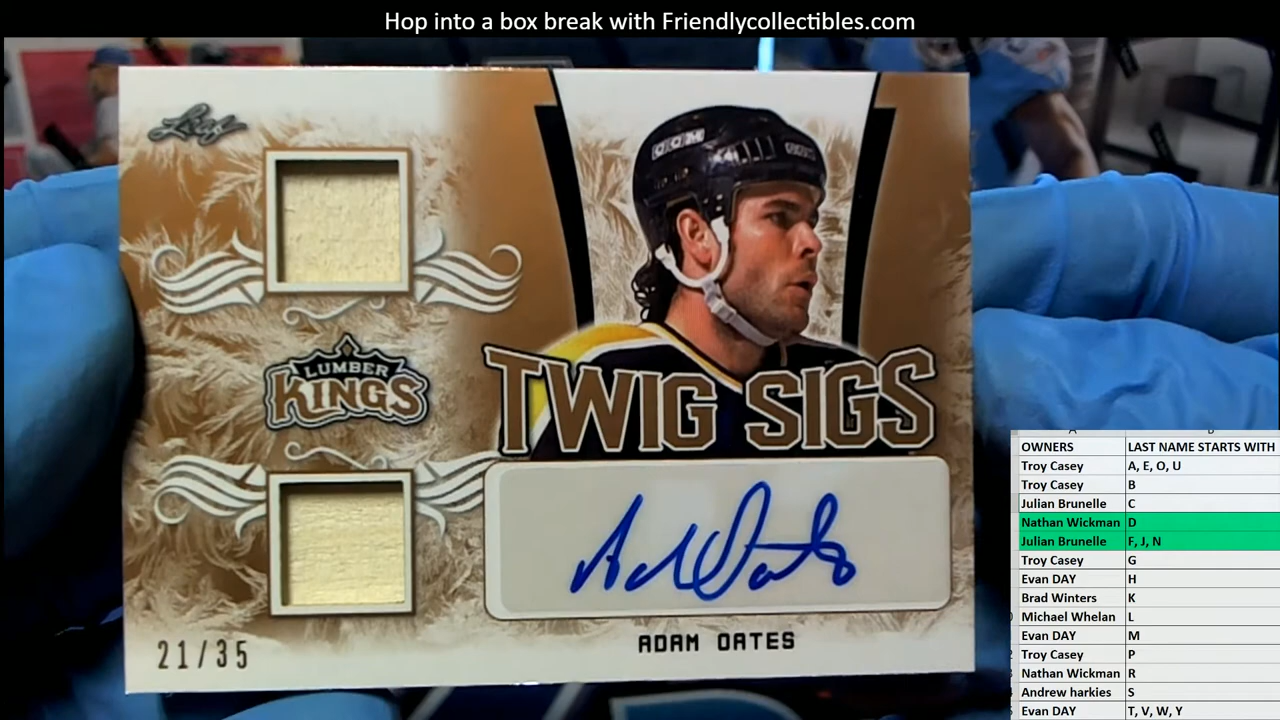 Hop into a box break with Friendlycollectibles.com
Leaf
CCM
LUMBER
KINGS
TWIG SIGS
ADAM OATES
21/35
OWNERS LAST NAME STARTS WITH
Troy Casey A, E, O, U
Troy Casey B
Julian Brunelle C
Nathan Wickman D
Julian Brunelle F, J, N
Troy Casey G
Evan DAY H
Brad Winters K
Michael Whelan L
Evan DAY M
Troy Casey P
Nathan Wickman R
Andrew harkies S
Evan DAY T, V, W, Y